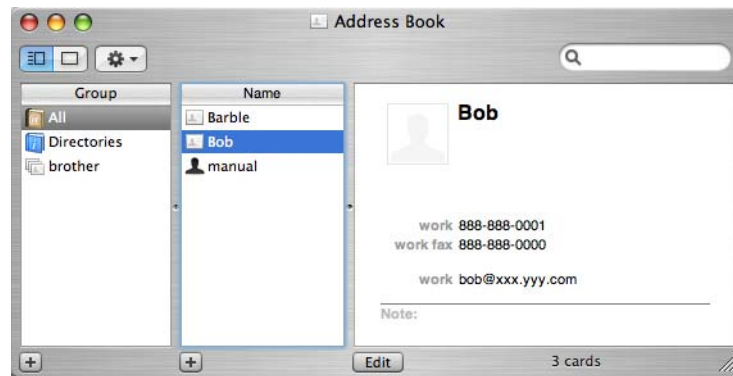 Address Book
Group
All
Directories
brother
Name
Barble
Bob
manual
Bob
work 888-888-0001
work fax 888-888-0000
work bob@xxx.yyy.com
Note:
Edit
3 cards